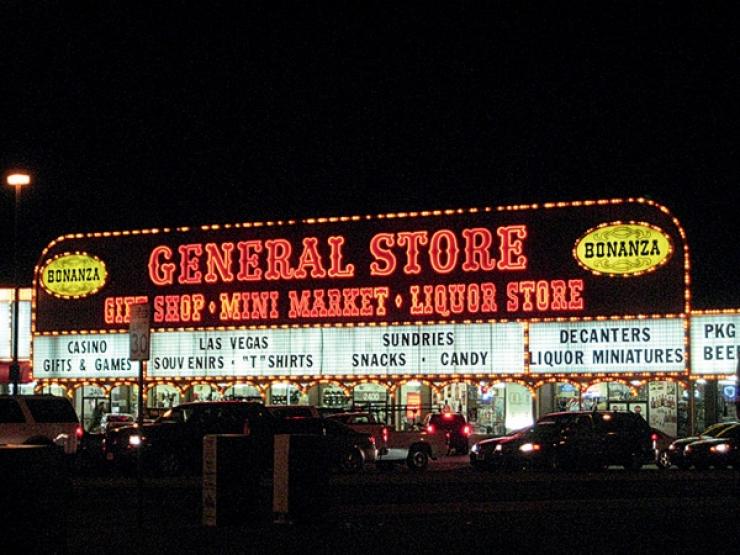 GENERAL STORE
BONANZA
BONANZA
GIFT SHOP • MINI MARKET • LIQUOR STORE
CASINO
GIFTS & GAMES
LAS VEGAS
SOUVENIRS • "T" SHIRTS
SUNDRIES
SNACKS • CANDY
DECANTERS
LIQUOR MINIATURES
PKG
BEE
30
2400